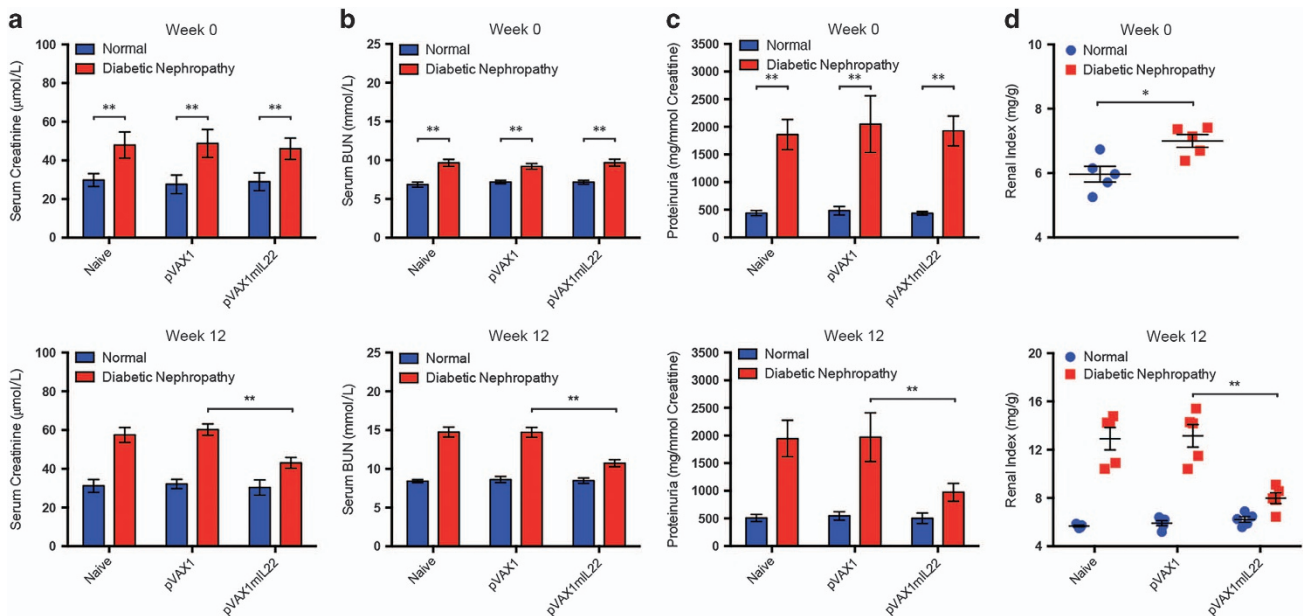 a
Week 0
Serum Creatinine (μmol/L)
100
80
60
40
20
0
Normal
Diabetic Nephropathy
**
**
**
Naive
pVAX1
pVAX1mIL22
b
Week 0
Serum BUN (mmol/L)
25
20
15
10
5
0
Normal
Diabetic Nephropathy
**
**
**
Naive
pVAX1
pVAX1mIL22
c
Week 0
Proteinuria (mg/mmol Creatitine)
3500
3000
2500
2000
1500
1000
500
0
Normal
Diabetic Nephropathy
**
**
**
Naive
pVAX1
pVAX1mIL22
d
Week 0
Renal Index (mg/g)
10
8
6
4
Normal
Diabetic Nephropathy
*
Week 12
Serum Creatinine (μmol/L)
100
80
60
40
20
0
Normal
Diabetic Nephropathy
**
Naive
pVAX1
pVAX1mIL22
Week 12
Serum BUN (mmol/L)
25
20
15
10
5
0
Normal
Diabetic Nephropathy
**
Naive
pVAX1
pVAX1mIL22
Week 12
Proteinuria (mg/mmol Creatitine)
3500
3000
2500
2000
1500
1000
500
0
Normal
Diabetic Nephropathy
**
Naive
pVAX1
pVAX1mIL22
Week 12
Renal Index (mg/g)
20
16
12
8
4
Normal
Diabetic Nephropathy
**
Naive
pVAX1
pVAX1mIL22